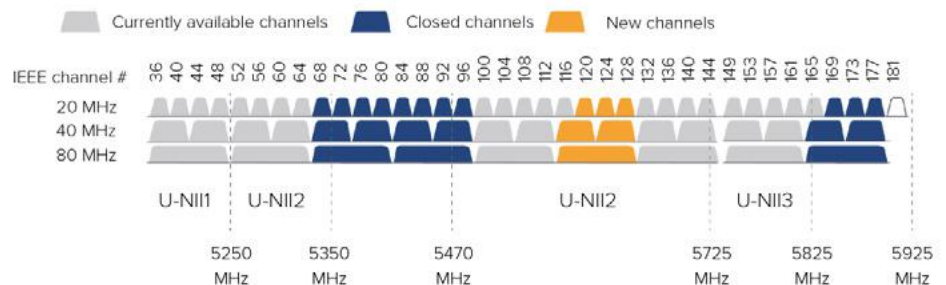 Currently available channels Closed channels New channels
IEEE channel # 36 40 44 48 52 56 60 64 68 72 76 80 84 88 92 96 100 104 108 112 116 120 124 128 132 136 140 144 149 153 157 161 165 169 173 177 181
20 MHz
40 MHz
80 MHz
U-NII1 U-NII2 U-NII2 U-NII3
5250 5350 5470 5725 5825 5925
MHz MHz MHz MHz MHz MHz